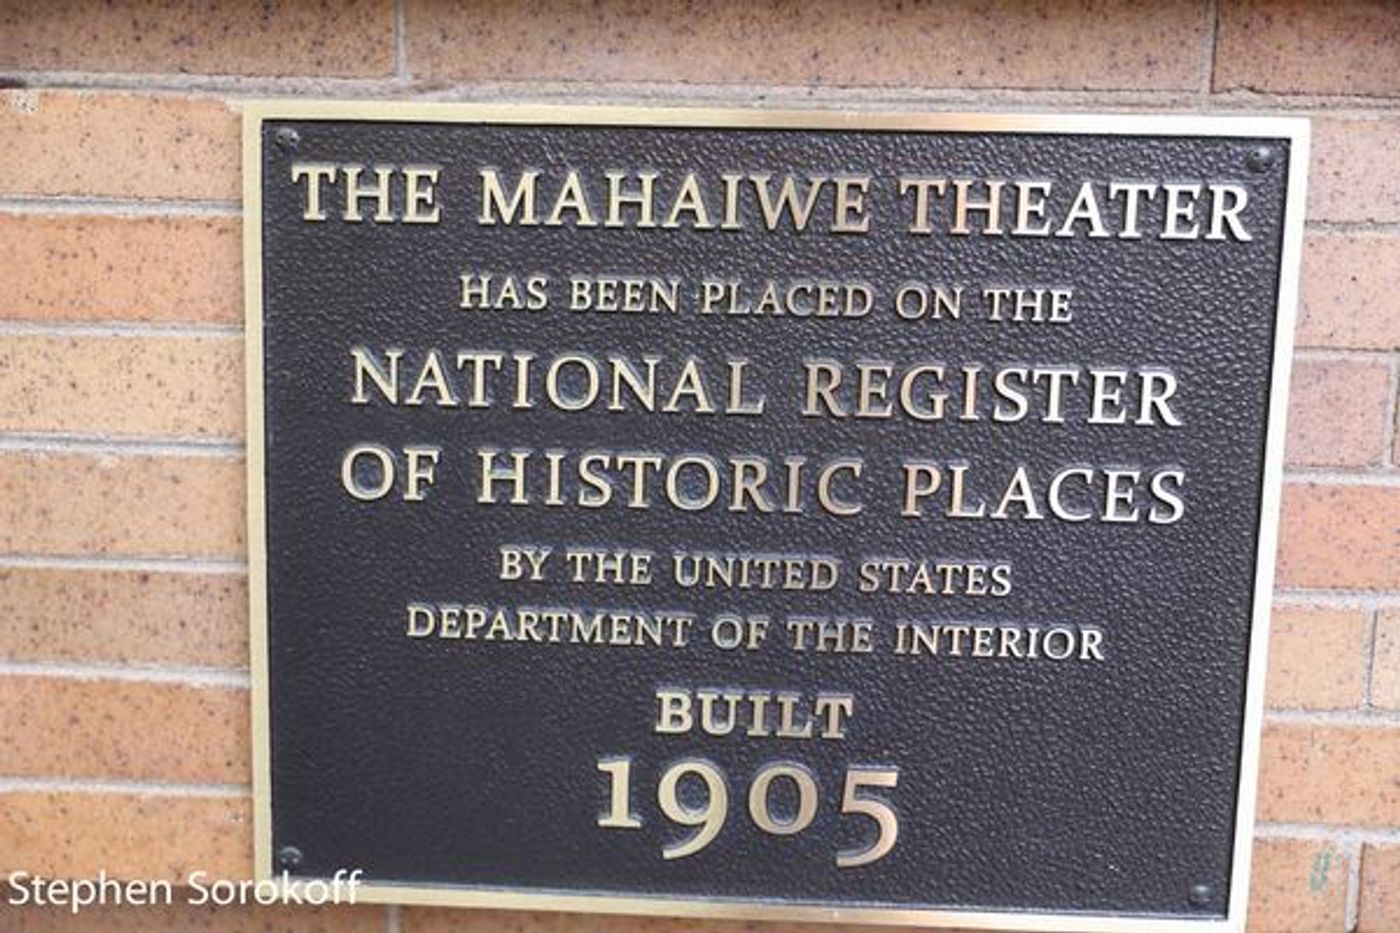 THE MAHAIWE THEATER
HAS BEEN PLACED ON THE
NATIONAL REGISTER
OF HISTORIC PLACES
BY THE UNITED STATES
DEPARTMENT OF THE INTERIOR
BUILT
1905
Stephen Sorokoff